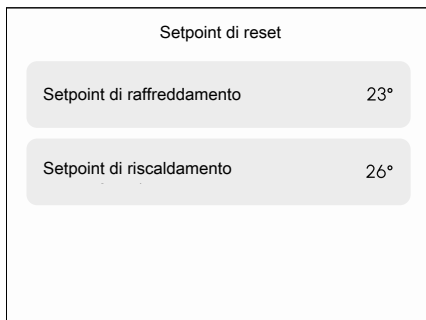 Setpoint di reset
Setpoint di raffreddamento 23°
Setpoint di riscaldamento 26°